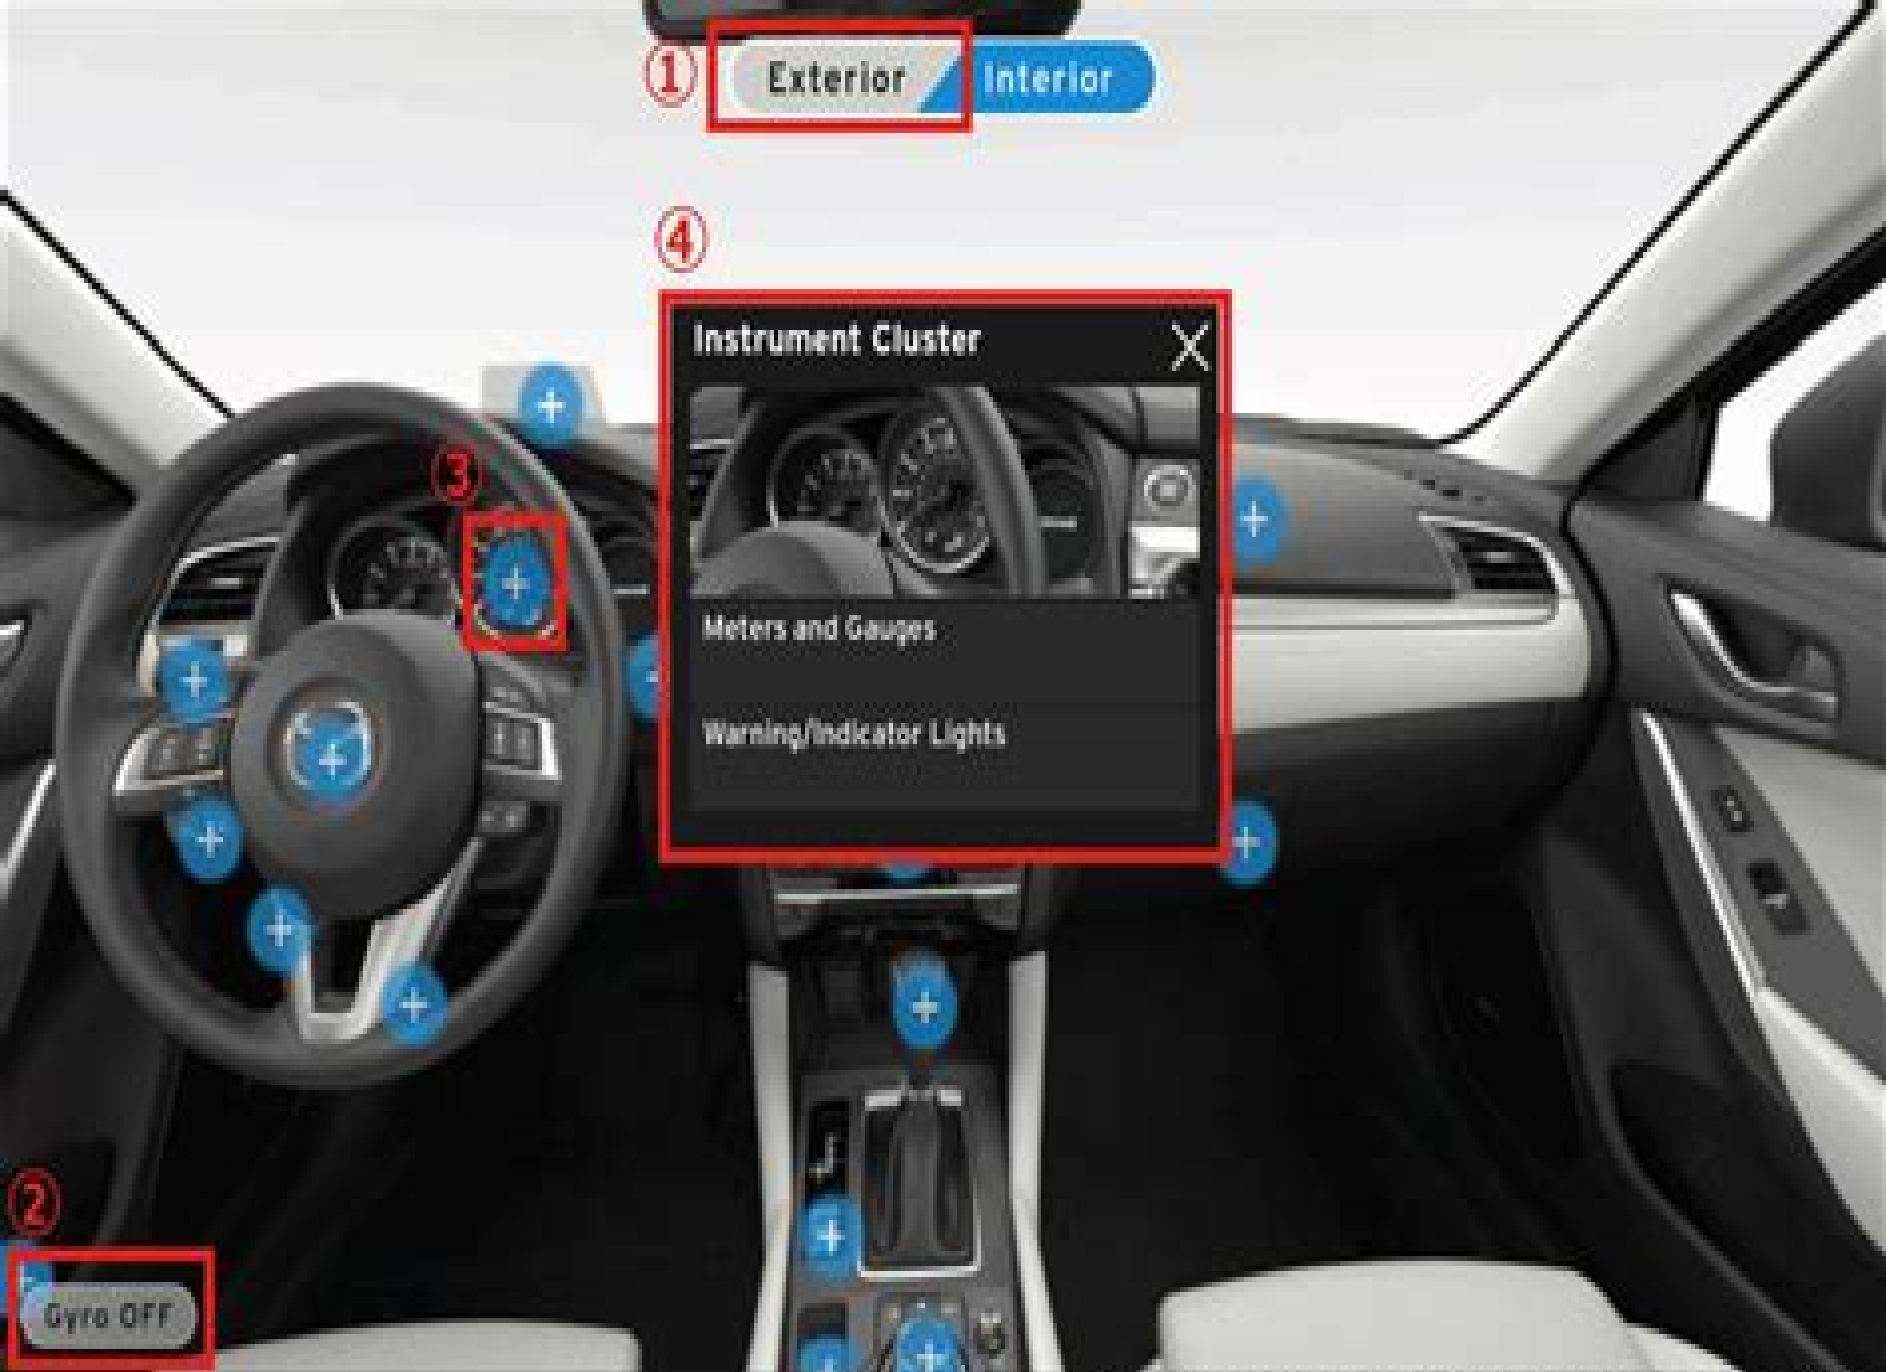 ① Exterior Interior
④
Instrument Cluster
③
Meters and Gauges
Warning/Indicator Lights
②
Gyro OFF